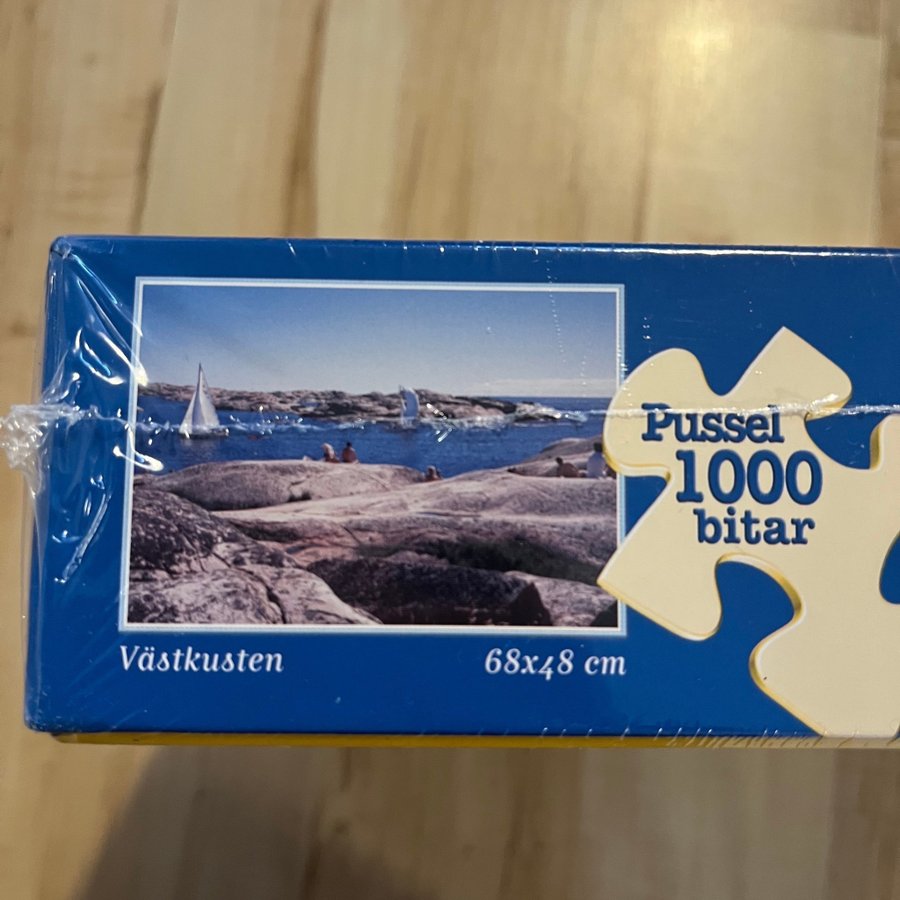 Pussel
1000
bitar
Västkusten
68x48 cm